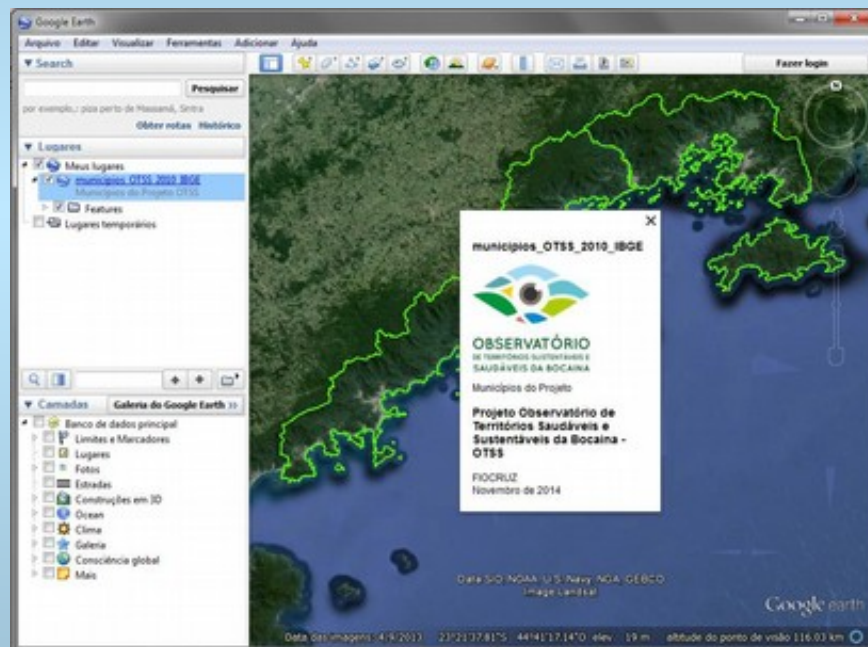 Google Earth
Arquivo Editar Visualizar Ferramentas Adicionar Ajuda
▼ Search
Pesquisar
por exemplo,: piza perto de Massamá, Sintra
Obter rotas Histórico
▼ Lugares
Meus lugares
municipios_OTSS_2010_IBGE
Municípios do Projeto OTSS
Features
Lugares temporários
▼ Camadas
Galeria do Google Earth >>
Banco de dados principal
Limites e Marcadores
Lugares
Fotos
Estradas
Construções em 3D
Ocean
Clima
Galeria
Consciência global
Mais
Fazer login
N
municipios_OTSS_2010_IBGE
OBSERVATÓRIO
DE TERRITÓRIOS SUSTENTÁVEIS E
SAUDÁVEIS DA BOCAINA
Municípios do Projeto
Projeto Observatório de
Territórios Saudáveis e
Sustentáveis da Bocaina -
OTSS
FIOCRUZ
Novembro de 2014
Data SIO, NOAA, U.S. Navy, NGA, GEBCO
Image Landsat
Google earth
Data das imagens: 4/9/2013 23°21'37.81"S 44°41'17.14"O elev 19 m altitude do ponto de visão 116.03 km